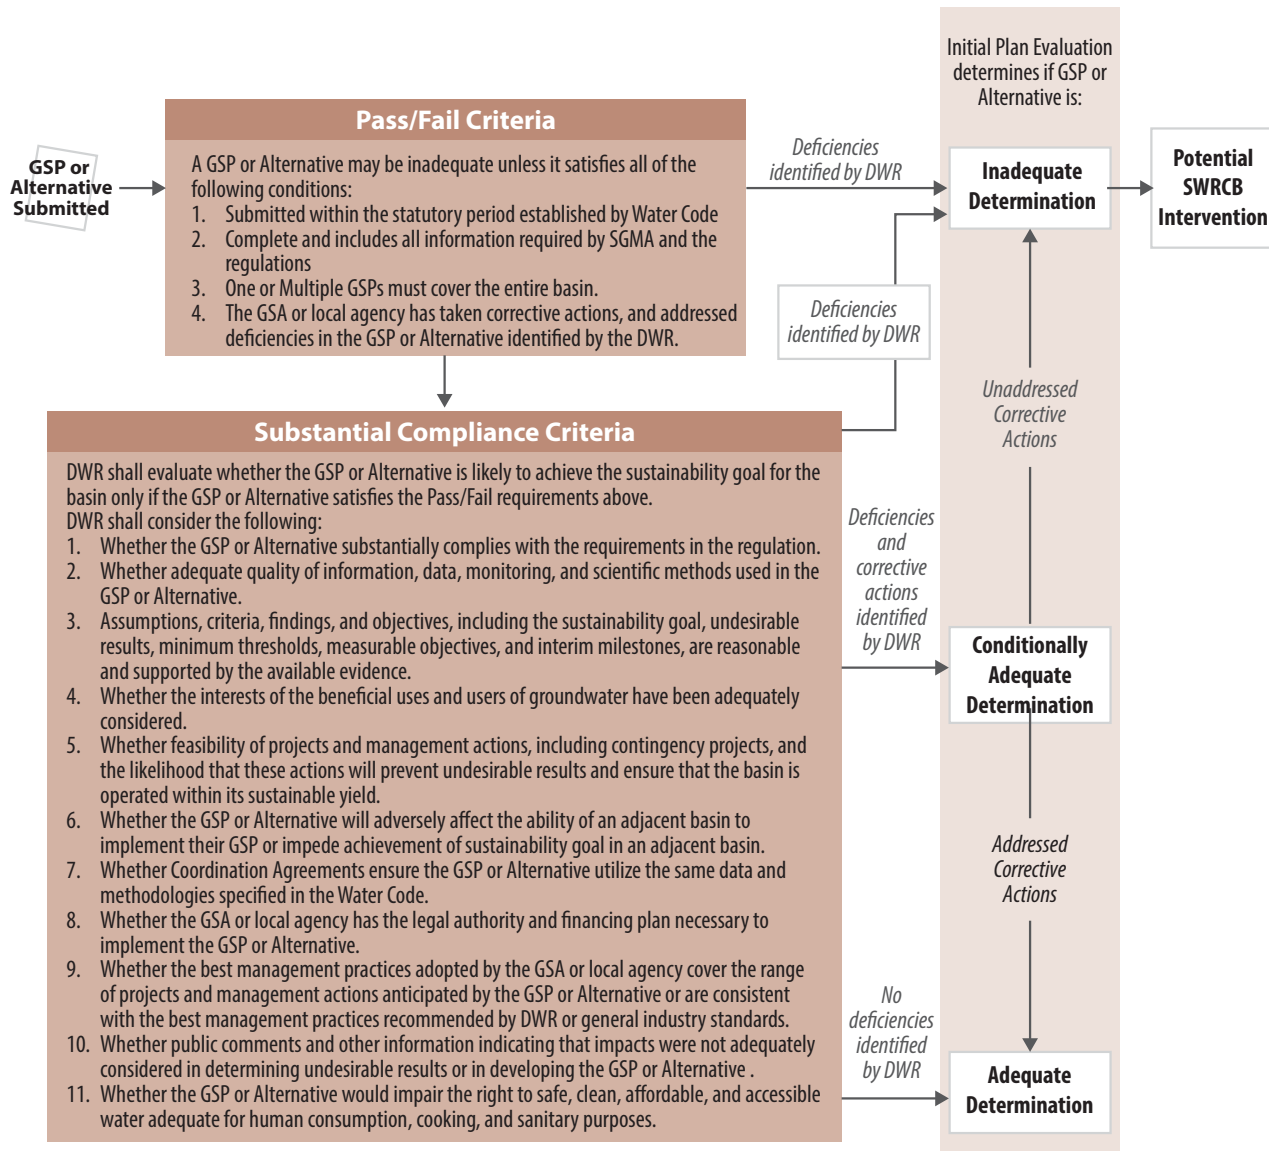 GSP or
Alternative
Submitted
Pass/Fail Criteria
A GSP or Alternative may be inadequate unless it satisfies all of the
following conditions:
1. Submitted within the statutory period established by Water Code
2. Complete and includes all information required by SGMA and the
regulations
3. One or Multiple GSPs must cover the entire basin.
4. The GSA or local agency has taken corrective actions, and addressed
deficiencies in the GSP or Alternative identified by the DWR.
Deficiencies
identified by DWR
Initial Plan Evaluation
determines if GSP or
Alternative is:
Inadequate
Determination
Potential
SWRCB
Intervention
Deficiencies
identified by DWR
Unaddressed
Corrective
Actions
Substantial Compliance Criteria
DWR shall evaluate whether the GSP or Alternative is likely to achieve the sustainability goal for the
basin only if the GSP or Alternative satisfies the Pass/Fail requirements above.
DWR shall consider the following:
1. Whether the GSP or Alternative substantially complies with the requirements in the regulation.
2. Whether adequate quality of information, data, monitoring, and scientific methods used in the
GSP or Alternative.
3. Assumptions, criteria, findings, and objectives, including the sustainability goal, undesirable
results, minimum thresholds, measurable objectives, and interim milestones, are reasonable
and supported by the available evidence.
4. Whether the interests of the beneficial uses and users of groundwater have been adequately
considered.
5. Whether feasibility of projects and management actions, including contingency projects, and
the likelihood that these actions will prevent undesirable results and ensure that the basin is
operated within its sustainable yield.
6. Whether the GSP or Alternative will adversely affect the ability of an adjacent basin to
implement their GSP or impede achievement of sustainability goal in an adjacent basin.
7. Whether Coordination Agreements ensure the GSP or Alternative utilize the same data and
methodologies specified in the Water Code.
8. Whether the GSA or local agency has the legal authority and financing plan necessary to
implement the GSP or Alternative.
9. Whether the best management practices adopted by the GSA or local agency cover the range
of projects and management actions anticipated by the GSP or Alternative or are consistent
with the best management practices recommended by DWR or general industry standards.
10. Whether public comments and other information indicating that impacts were not adequately
considered in determining undesirable results or in developing the GSP or Alternative .
11. Whether the GSP or Alternative would impair the right to safe, clean, affordable, and accessible
water adequate for human consumption, cooking, and sanitary purposes.
Deficiencies
and
corrective
actions
identified
by DWR
Conditionally
Adequate
Determination
Addressed
Corrective
Actions
No
deficiencies
identified
by DWR
Adequate
Determination